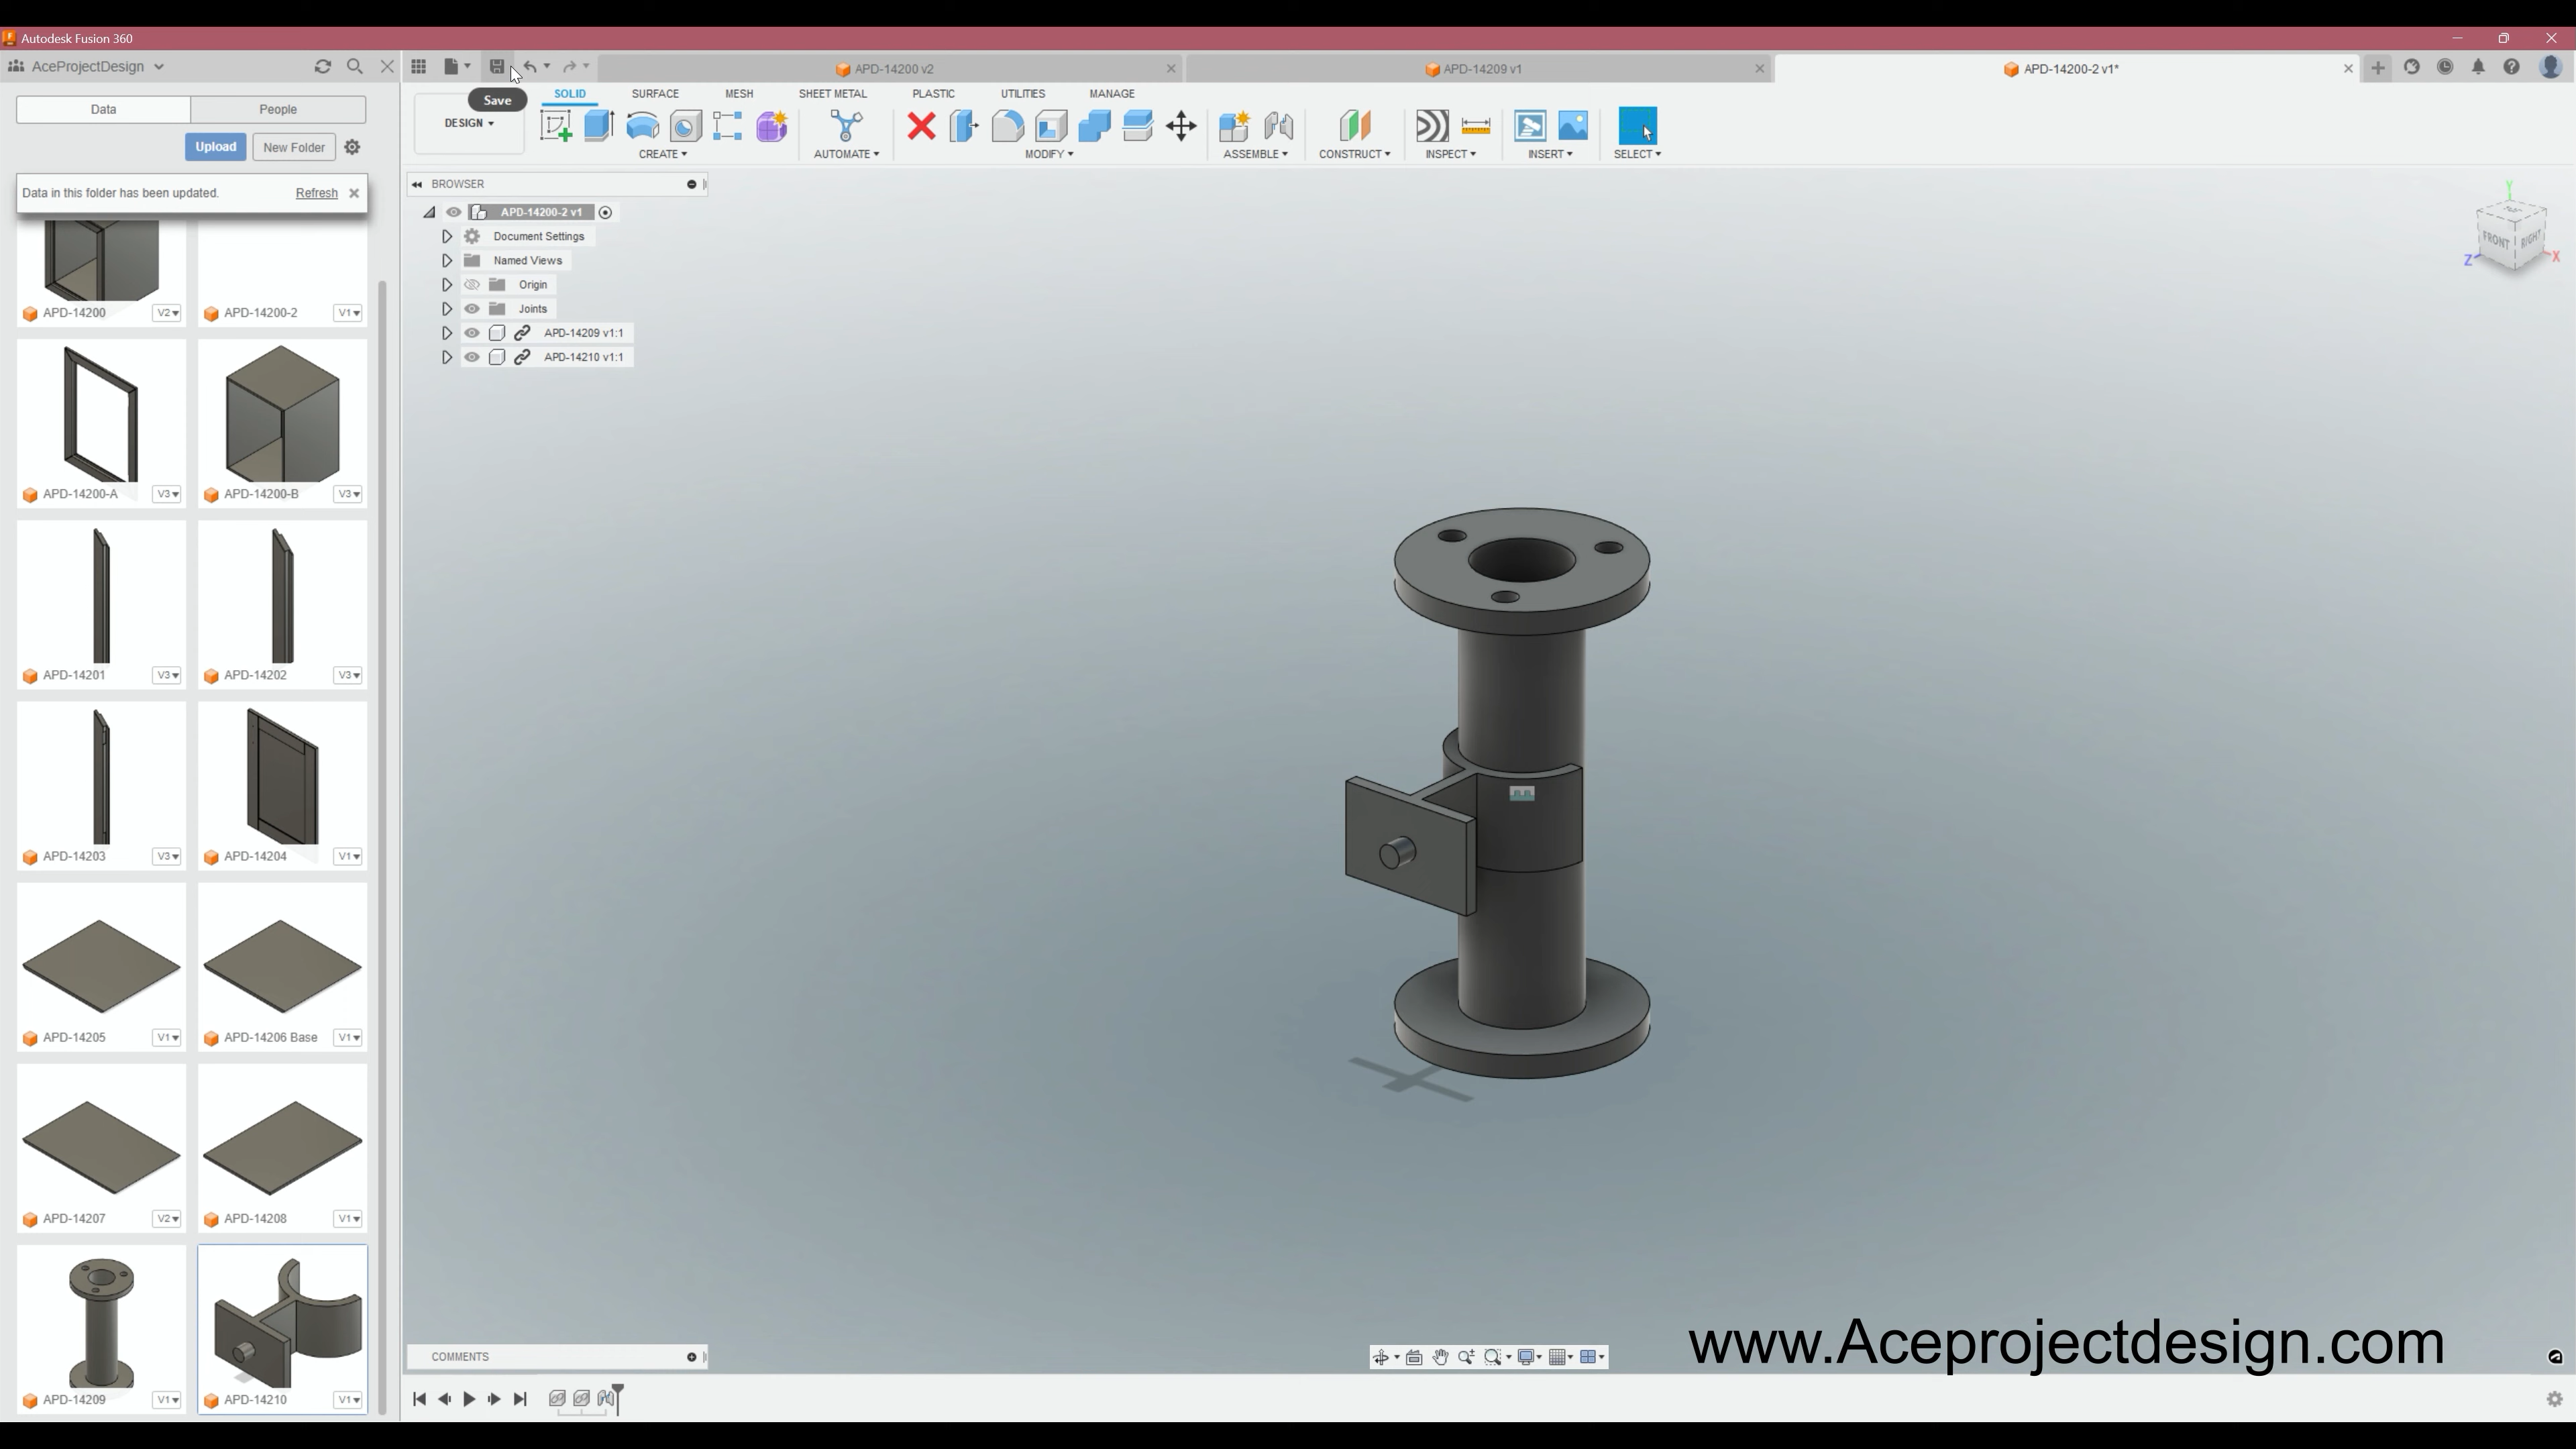 Autodesk Fusion 360
AceProjectDesign
APD-14200 v2
APD-14209 v1
APD-14200-2 v1*
Data
People
Upload
New Folder
Data in this folder has been updated.
Refresh
APD-14200
V2
APD-14200-2
V1
APD-14200-A
V3
APD-14200-B
V3
APD-14201
V3
APD-14202
V3
APD-14203
V3
APD-14204
V1
APD-14205
V1
APD-14206 Base
V1
APD-14207
V2
APD-14208
V1
APD-14209
V1
APD-14210
V1
Save
DESIGN
SOLID
SURFACE
MESH
SHEET METAL
PLASTIC
UTILITIES
MANAGE
CREATE
AUTOMATE
MODIFY
ASSEMBLE
CONSTRUCT
INSPECT
INSERT
SELECT
BROWSER
APD-14200-2 v1
Document Settings
Named Views
Origin
Joints
APD-14209 v1:1
APD-14210 v1:1
Y
TOP
FRONT
RIGHT
Z
X
COMMENTS
www.Aceprojectdesign.com